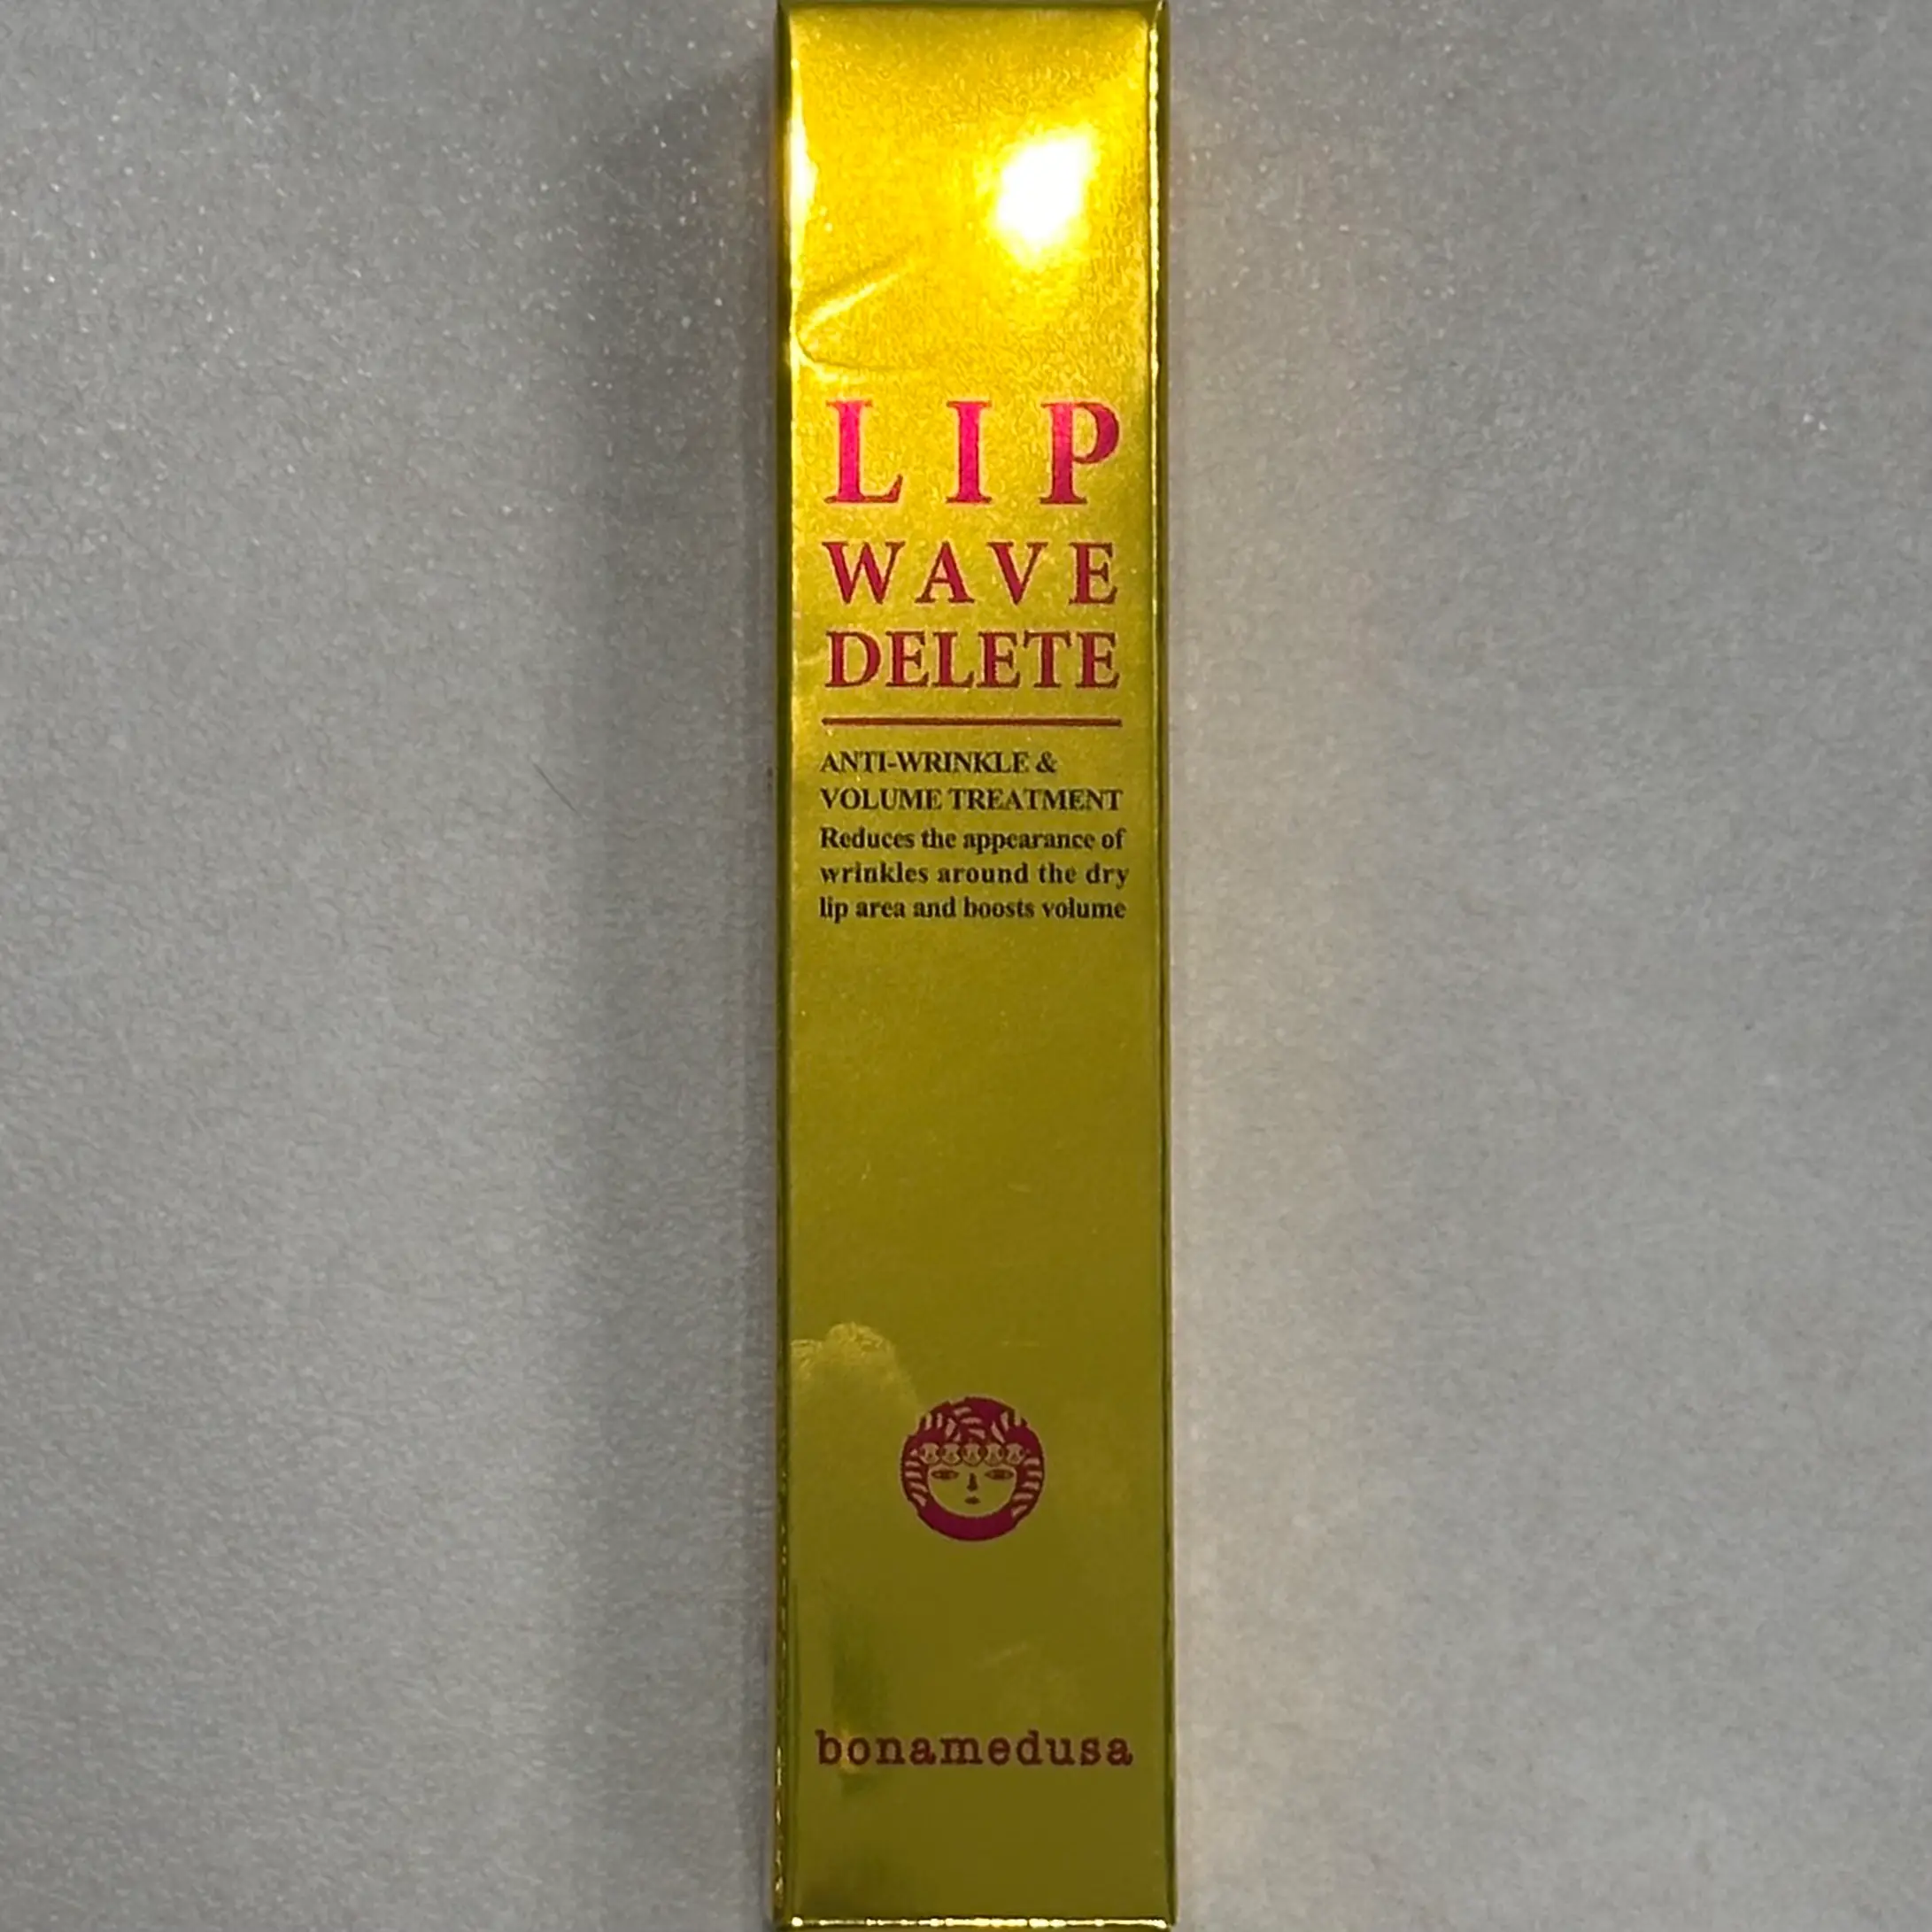 LIP
WAVE
DELETE
ANTI-WRINKLE &
VOLUME TREATMENT
Reduces the appearance of
wrinkles around the dry
lip area and boosts volume
bonamedusa